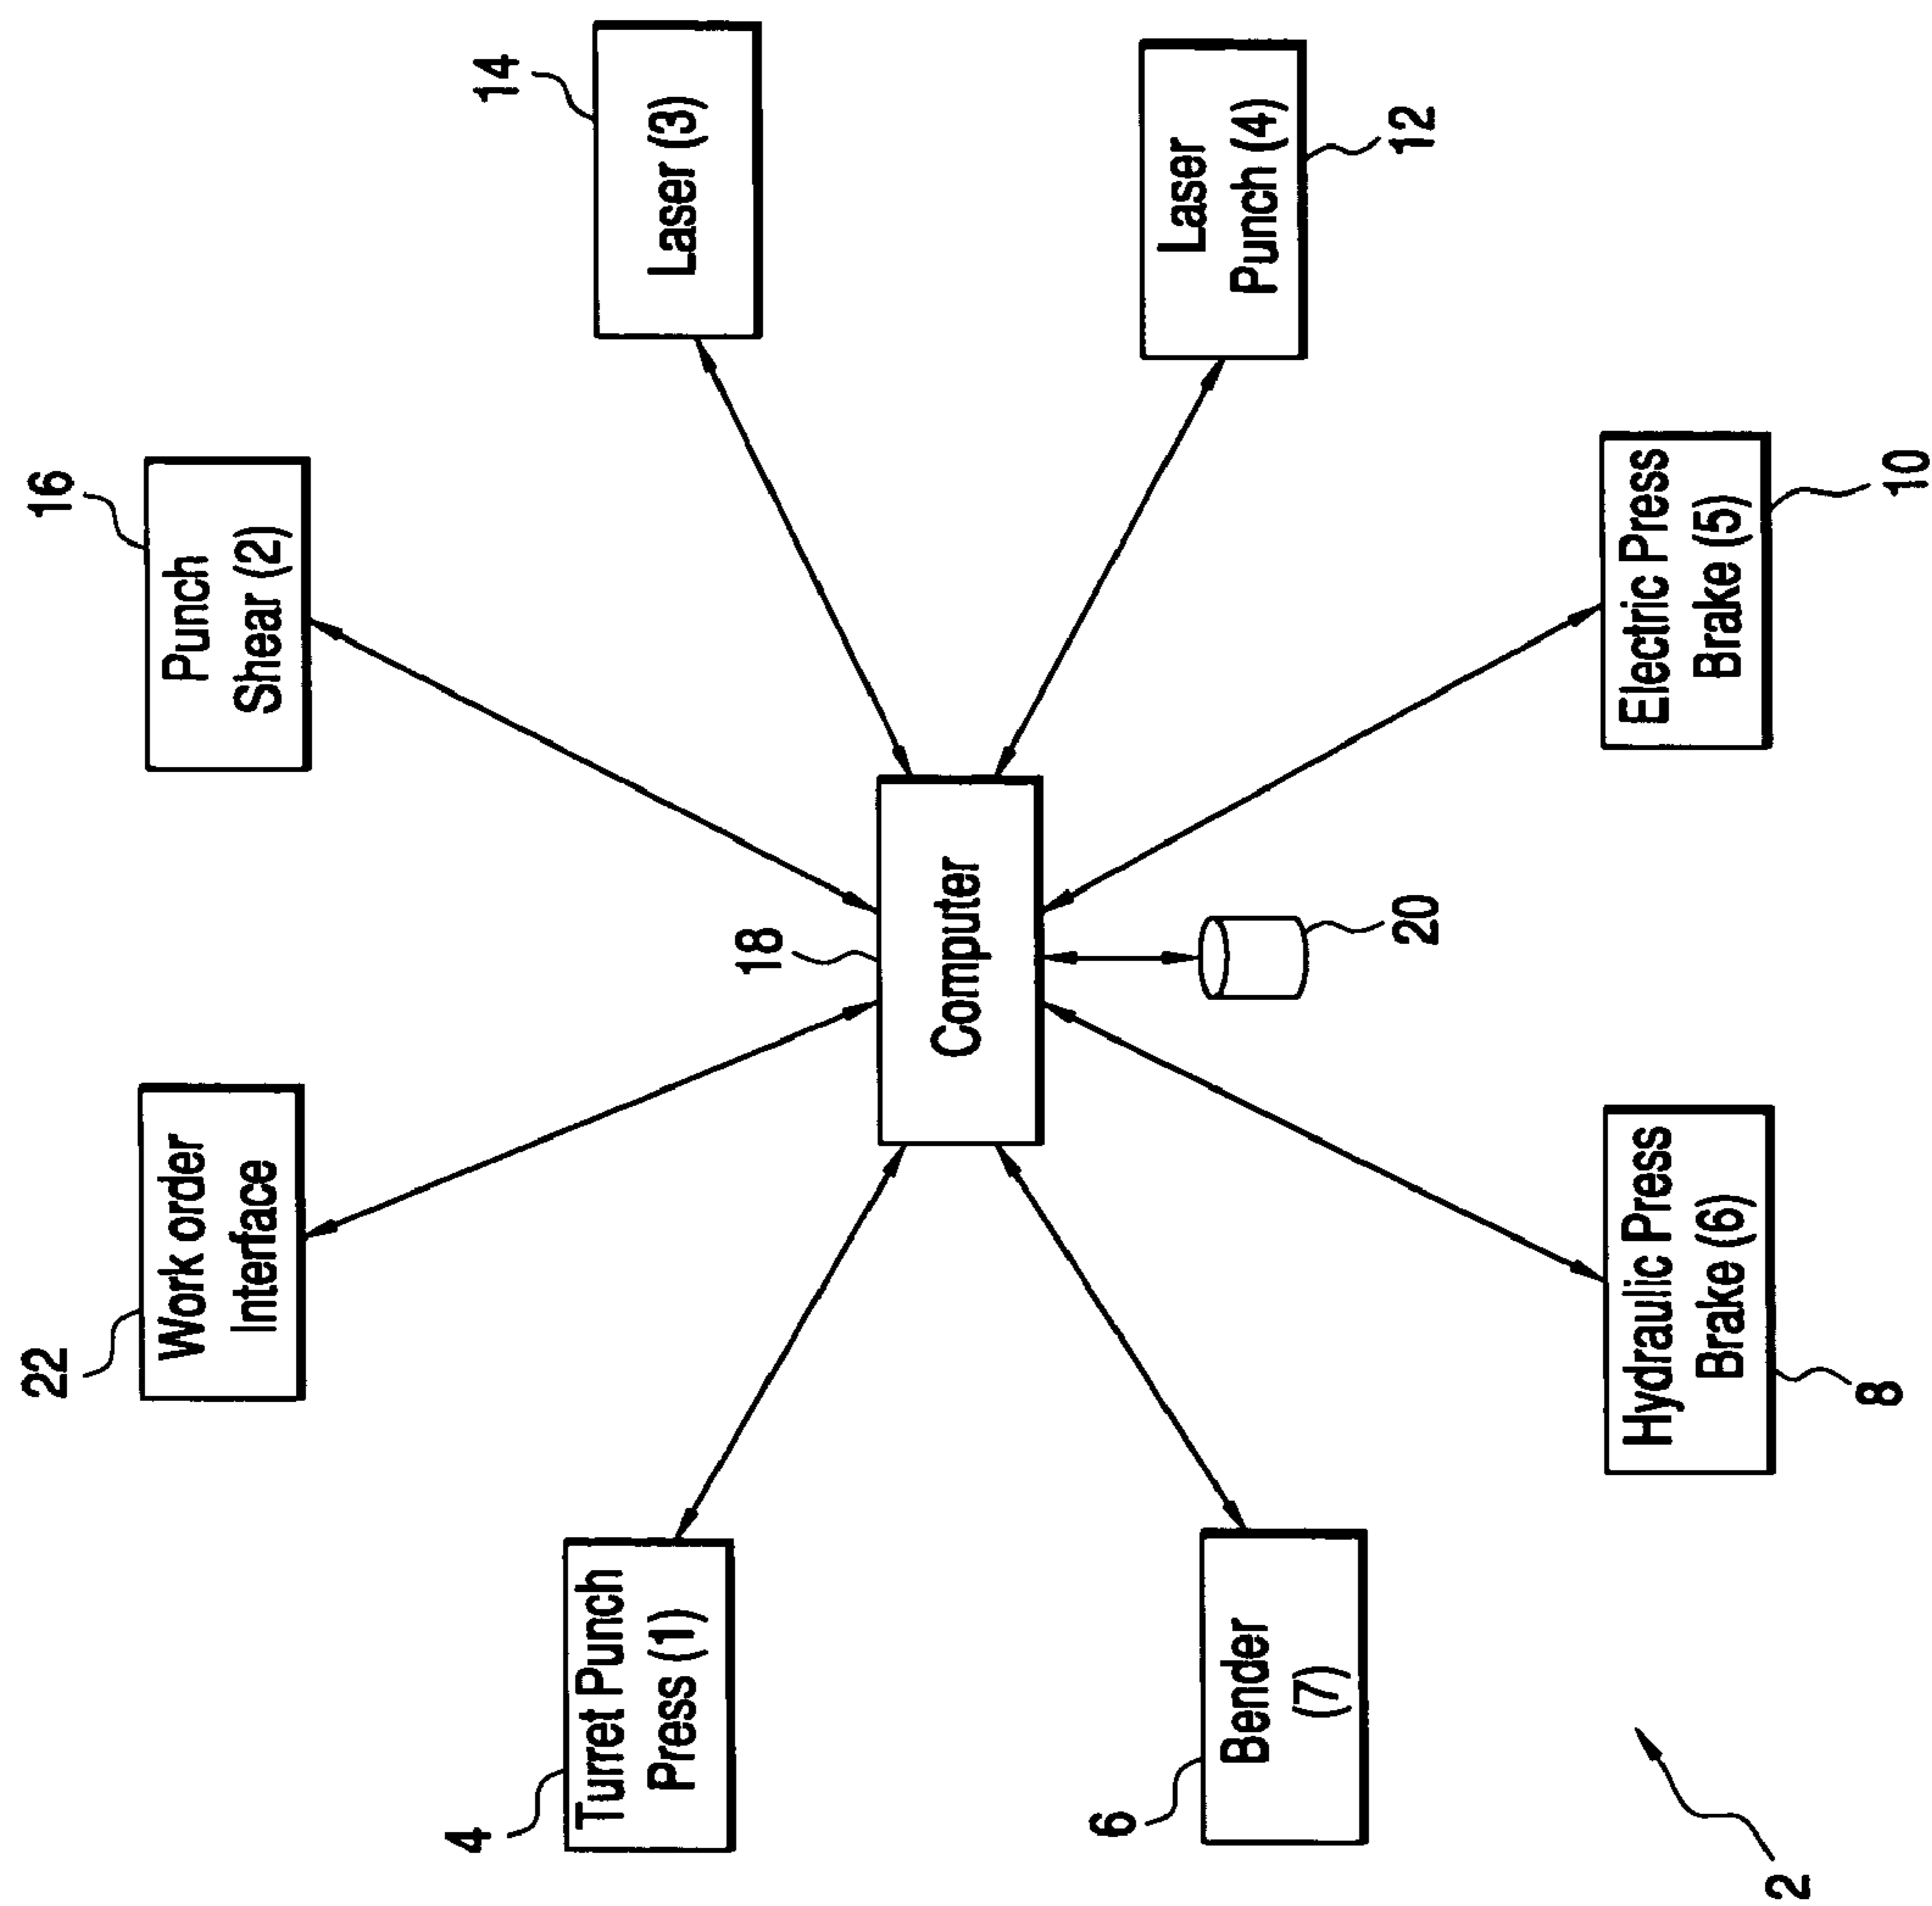 22
16
Work order
Interface
Punch
Shear (2)
4
14
Turret Punch
Press (1)
Laser (3)
18
Computer
6
Bender
(7)
Laser
Punch (4)
20
12
Hydraulic Press
Brake (6)
Electric Press
Brake (5)
2
8
10